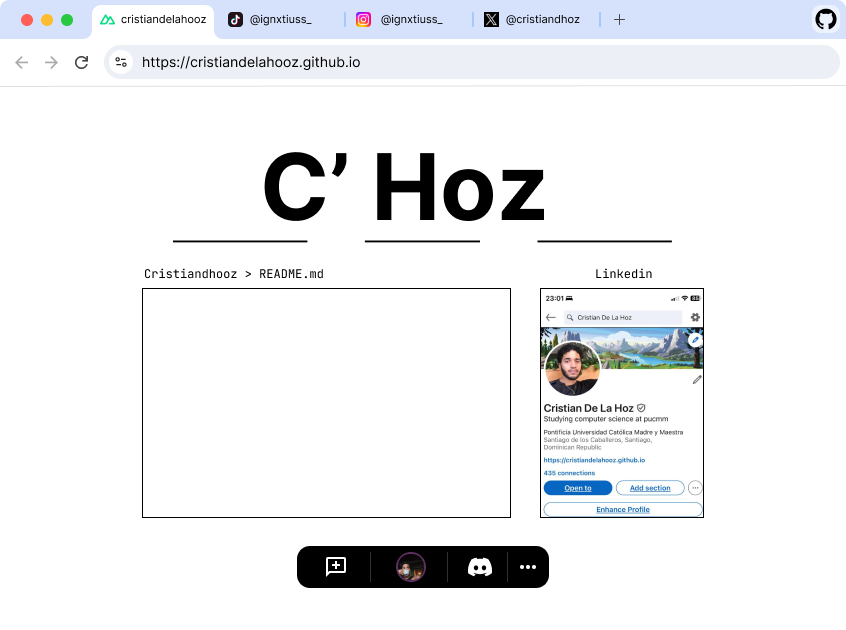 cristiandelahooz
@ignxtiuss_
@ignxtiuss_
@cristiandhoz
https://cristiandelahooz.github.io
C’ Hoz
Cristiandhooz > README.md
Linkedin
23:01
Cristian De La Hoz
Cristian De La Hoz
Studying computer science at pucmm
Pontificia Universidad Católica Madre y Maestra
Santiago de los Caballeros, Santiago,
Dominican Republic
https://cristiandelahooz.github.io
435 connections
Open to
Add section
Enhance Profile